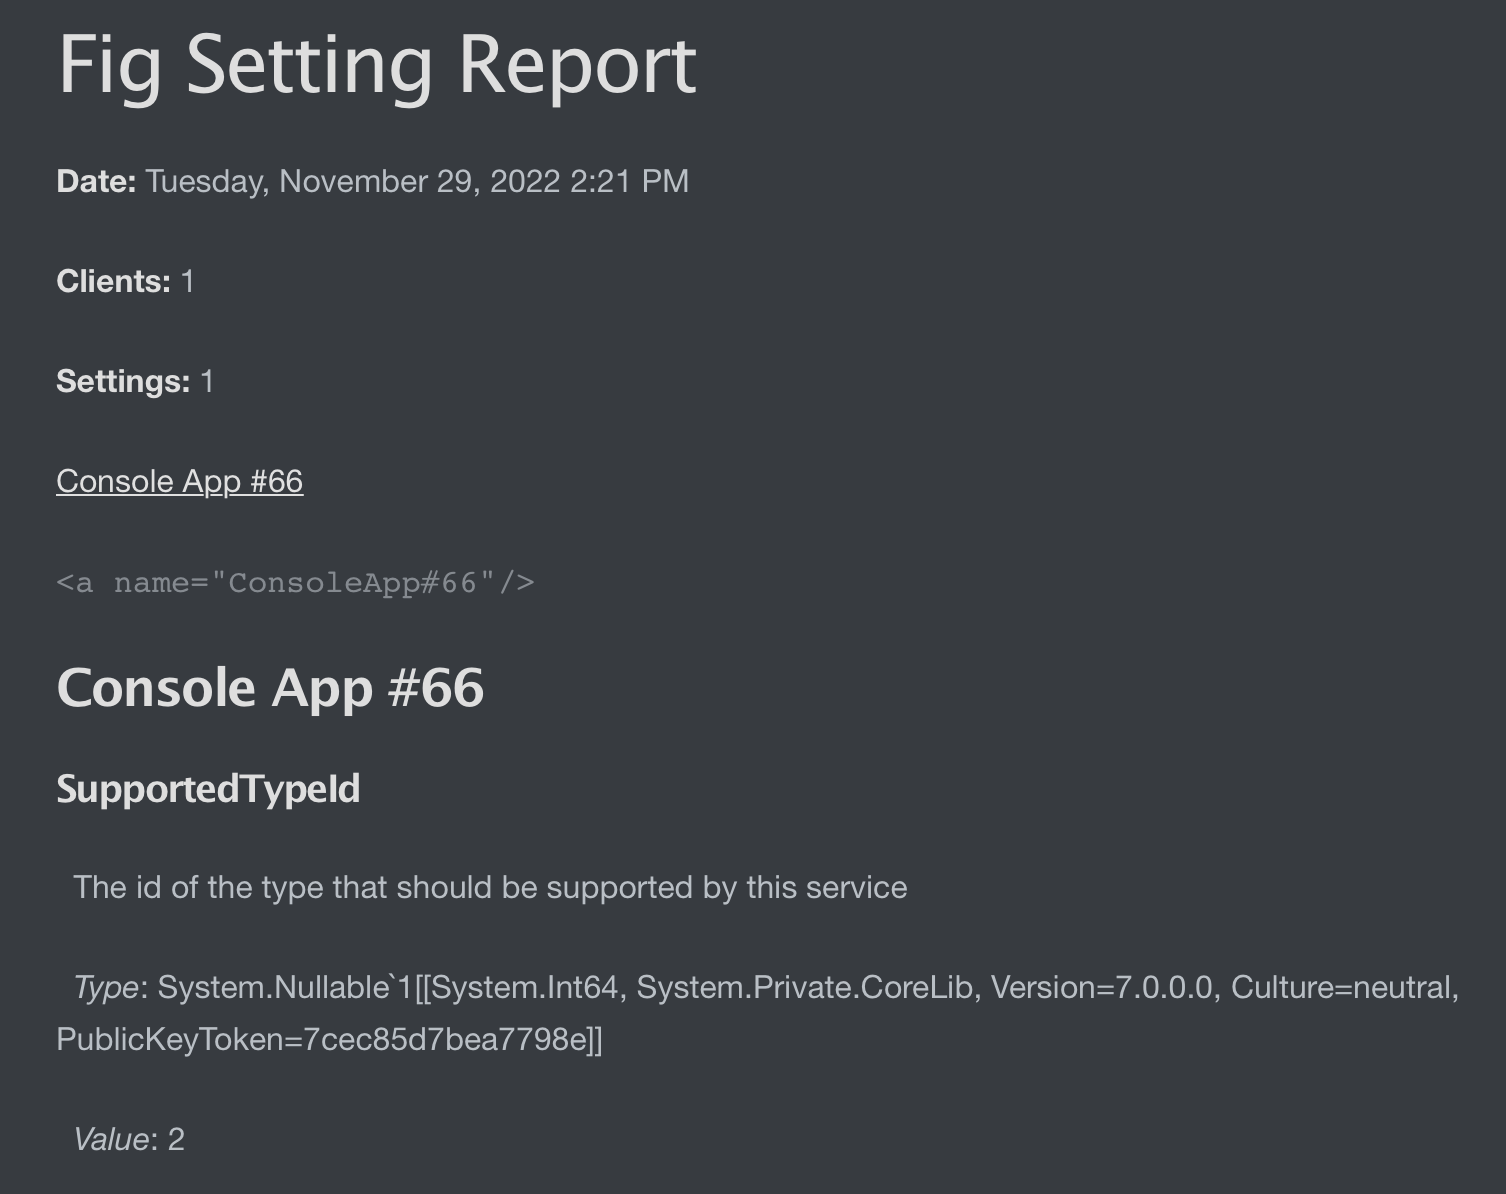 Fig Setting Report
Date: Tuesday, November 29, 2022 2:21 PM
Clients: 1
Settings: 1
Console App #66
<a name="ConsoleApp#66"/>
Console App #66
SupportedTypeId
The id of the type that should be supported by this service
Type: System.Nullable`1[[System.Int64, System.Private.CoreLib, Version=7.0.0.0, Culture=neutral,
PublicKeyToken=7cec85d7bea7798e]]
Value: 2